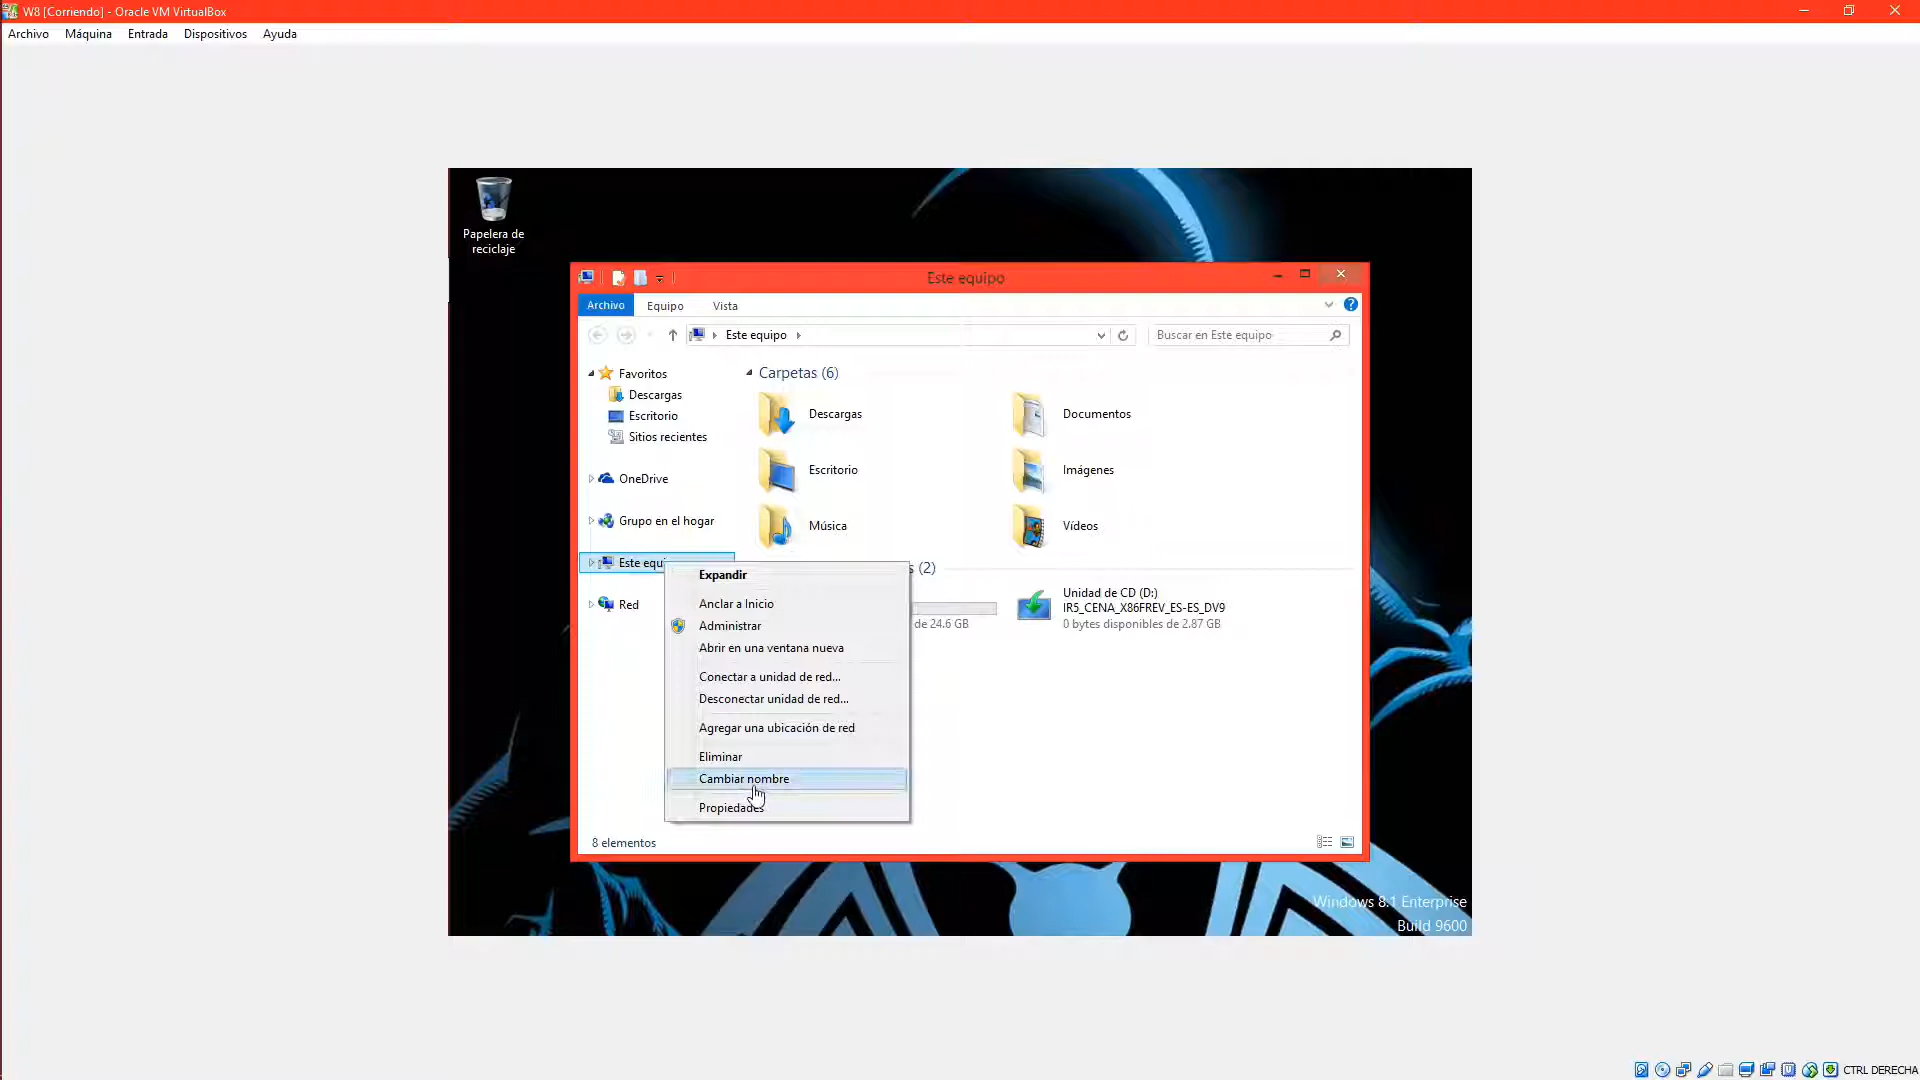 W8 [Corriendo] - Oracle VM VirtualBox
Archivo Máquina Entrada Dispositivos Ayuda
Papelera de
reciclaje
Este equipo
Archivo Equipo Vista
Este equipo
Buscar en Este equipo
Favoritos
Descargas
Escritorio
Sitios recientes
OneDrive
Grupo en el hogar
Este equi
Red
Carpetas (6)
Descargas
Documentos
Escritorio
Imágenes
Música
Vídeos
s (2)
de 24.6 GB
Unidad de CD (D:)
IR5_CENA_X86FREV_ES-ES_DV9
0 bytes disponibles de 2.87 GB
Expandir
Anclar a Inicio
Administrar
Abrir en una ventana nueva
Conectar a unidad de red...
Desconectar unidad de red...
Agregar una ubicación de red
Eliminar
Cambiar nombre
Propiedades
8 elementos
Windows 8.1 Enterprise
Build 9600
CTRL DERECHA